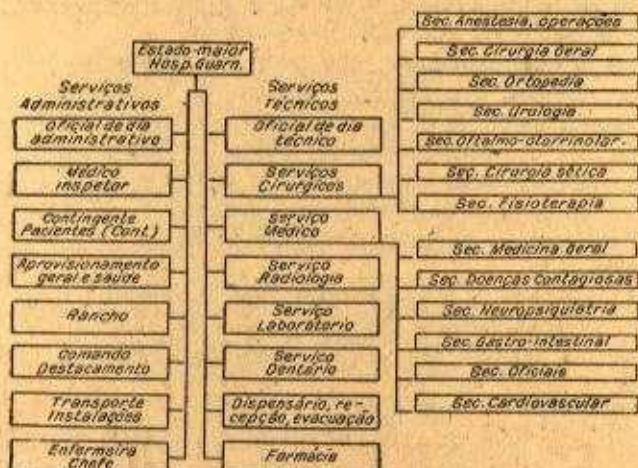 Estado-maior
Hosp. Guarn.
Serviços
Administrativos
Oficial de dia
administrativo
Médico
inspetor
Contingente
Pacientes (Cont.)
Aprovisionamento
geral e saúde
Rancho
Comando
Destacamento
Transporte
Instalações
Enfermeira
Chefe
Serviços
Técnicos
Oficial de dia
técnico
Serviços
Cirurgicos
Serviço
Médico
Serviço
Radiologia
Serviço
Laboratorio
Serviço
Dentário
Dispensário, re-
cepção, evacuação
Farmácia
Sec. Anestesia, operações
Sec. Cirurgia Geral
Sec. Ortopedia
Sec. Urologia
Sec. Oftalmo-otorrinolar.
Seç. Cirurgia sética
Sec. Fisioterapia
Sec. Medicina Geral
Sec. Doenças Contagiosas
Sec. Neuropsiquiatria
Sec. Gastro-intestinal
Sec. Oficiais
Sec. Cardiovascular